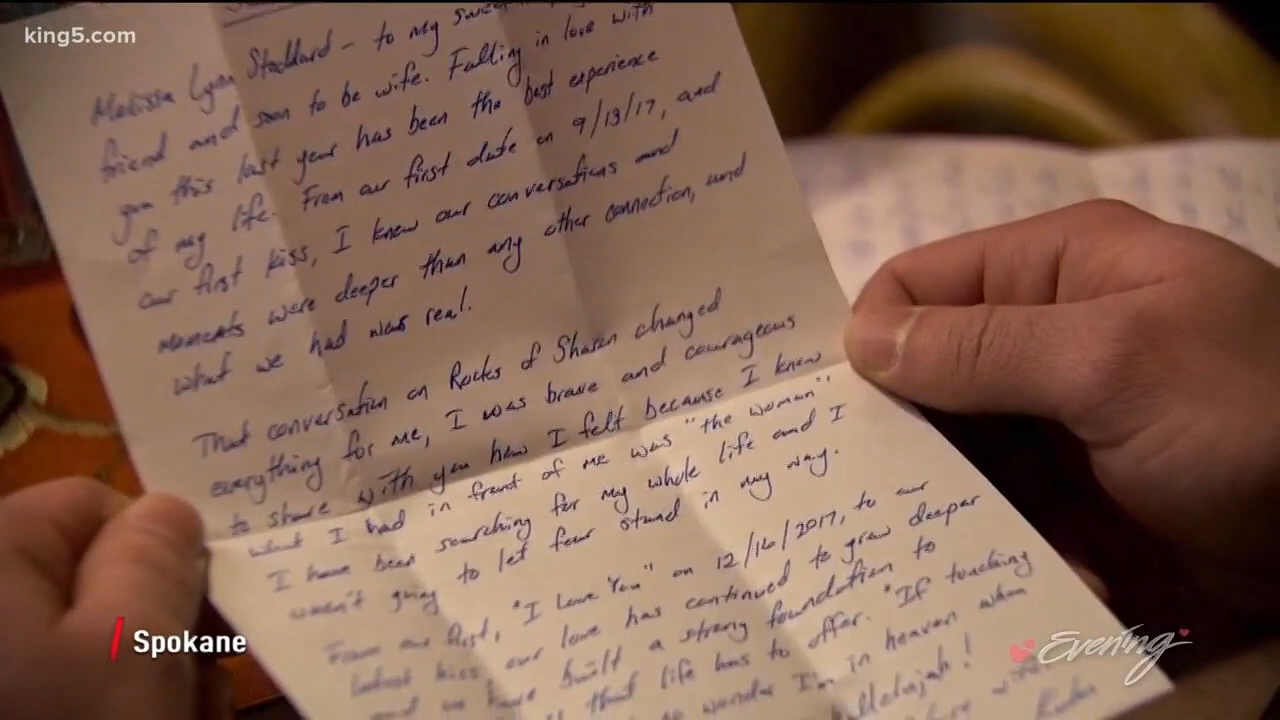 king5.com
Melissa Lynn Stoddard – to my sweet
friend and soon to be wife. Falling in love with
you this last year has been the best experience
of my life. From our first date on 9/13/17, and
our first kiss, I knew our conversations and
moments were deeper than any other connection, and
what we had was real.
That conversation on Rocks of Sharon changed
everything for me, I was brave and courageous
to share with you how I felt because I knew
what I had in front of me was "the woman"
I have been searching for my whole life and I
wasn't going to let fear stand in my way.
From our first, "I Love You" on 12/16/2017, to our
latest kiss our love has continued to grow deeper
and we have built a strong foundation to
that life has to offer. "If touching
wonder I'm in heaven when
Hallelujah!
Spokane
Evening